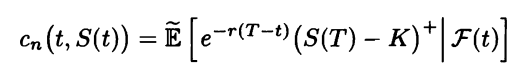 $c_n(t, S(t)) = \widetilde{\mathbb{E}}\left[ e^{-r(T-t)} (S(T) - K)^+ \middle| \mathcal{F}(t) \right]$